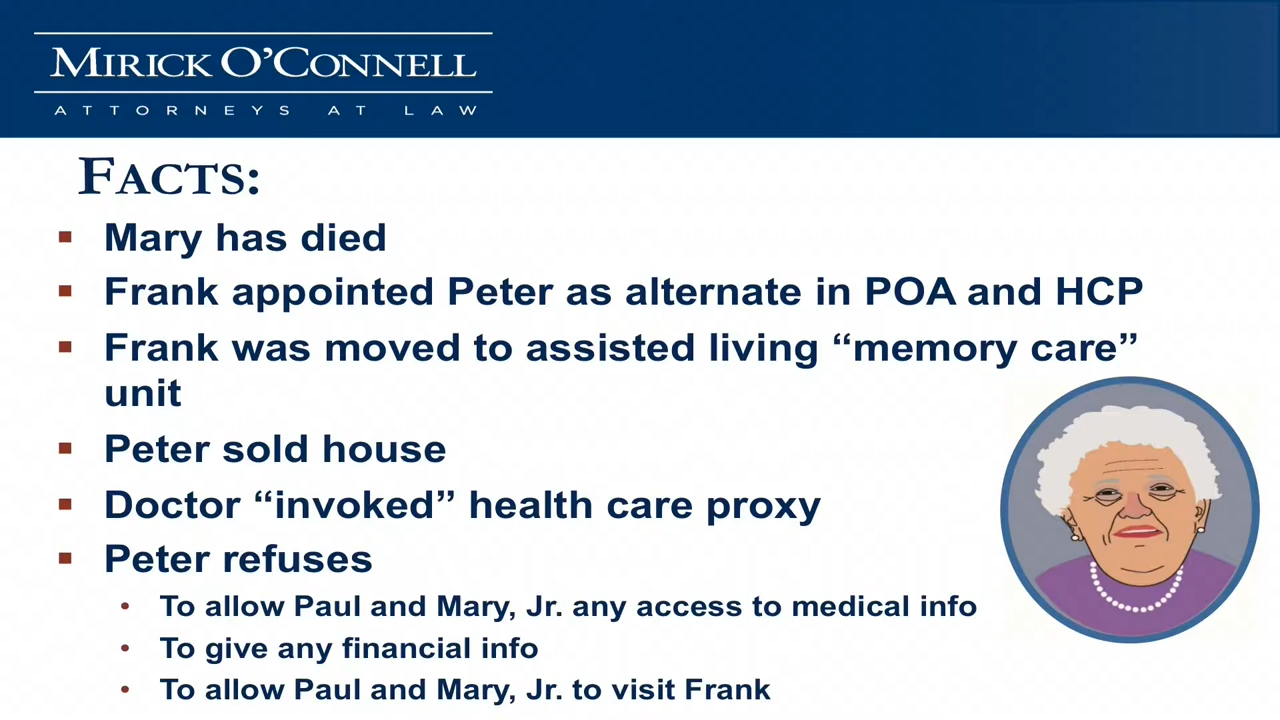 MIRICK O’CONNELL
ATTORNEYS AT LAW
FACTS:
▪ Mary has died
▪ Frank appointed Peter as alternate in POA and HCP
▪ Frank was moved to assisted living “memory care”
unit
▪ Peter sold house
▪ Doctor “invoked” health care proxy
▪ Peter refuses
• To allow Paul and Mary, Jr. any access to medical info
• To give any financial info
• To allow Paul and Mary, Jr. to visit Frank